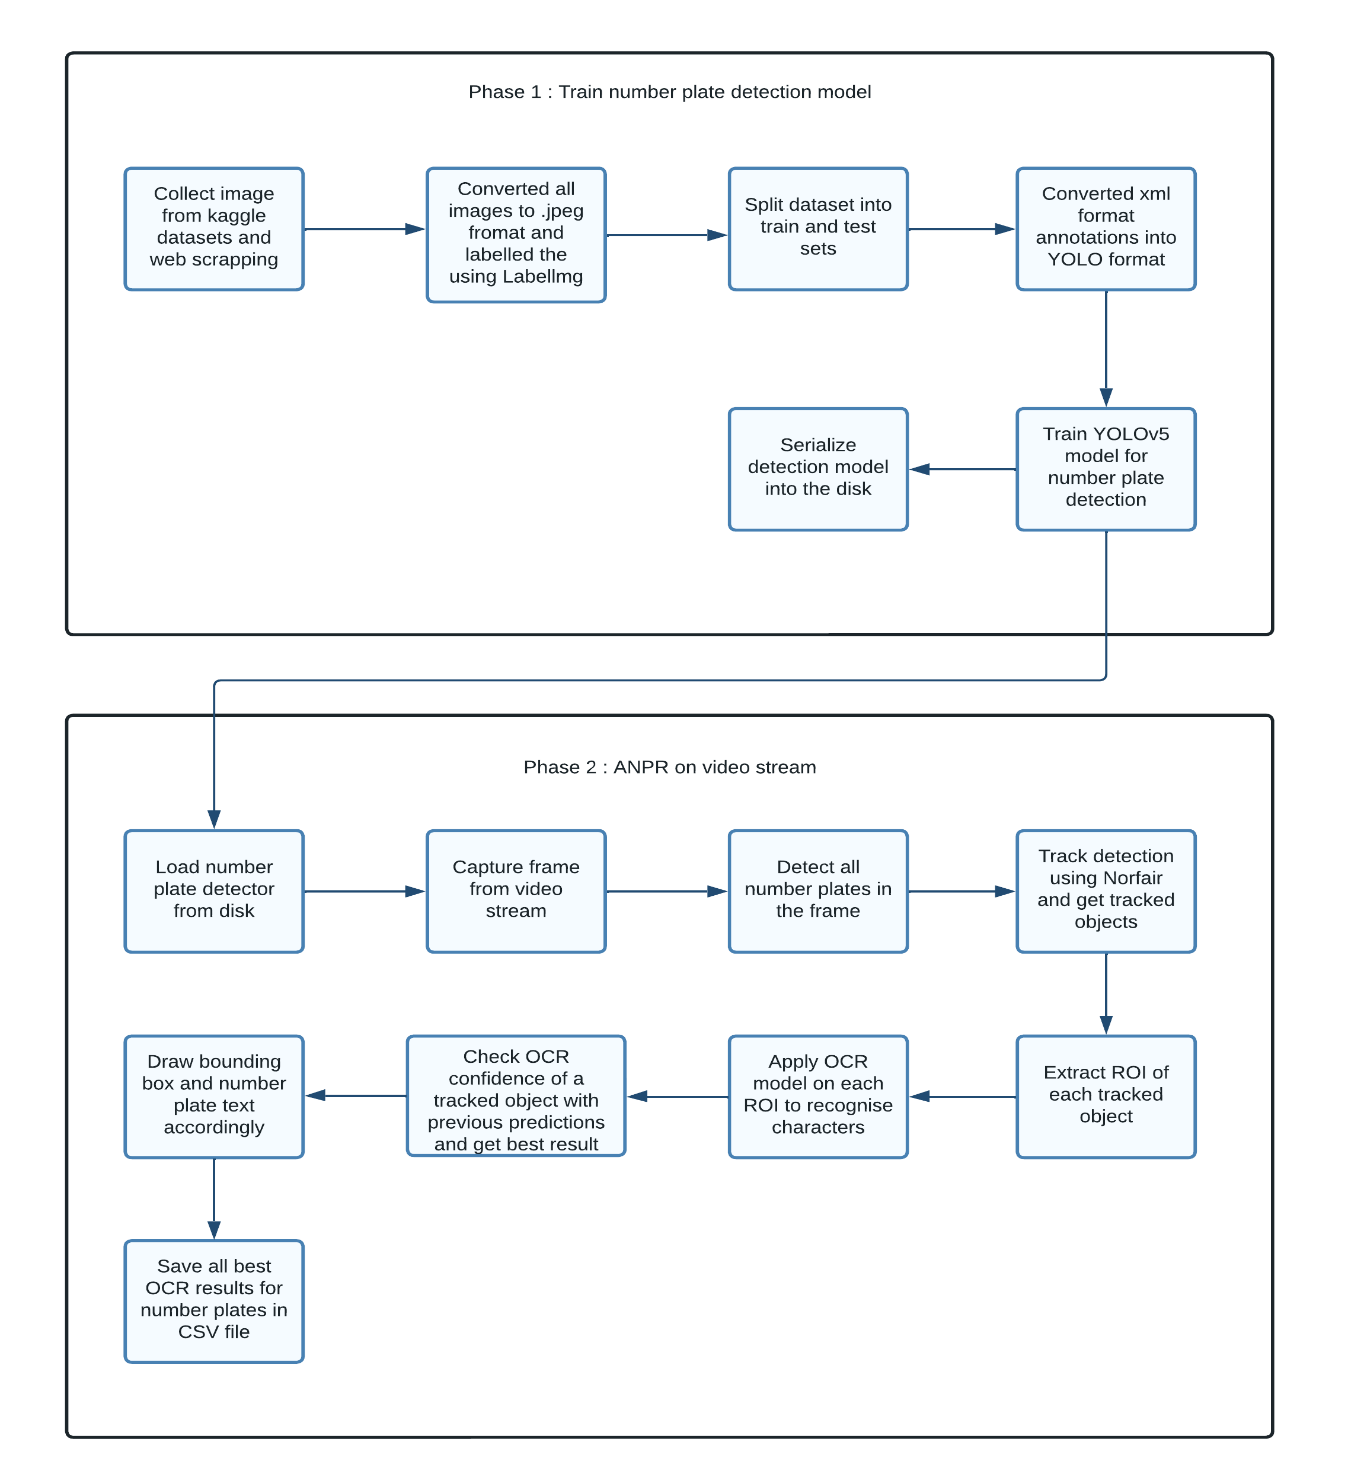 Phase 1 : Train number plate detection model
Collect image
from kaggle
datasets and
web scrapping
Converted all
images to .jpeg
fromat and
labelled the
using LabelImg
Split dataset into
train and test
sets
Converted xml
format
annotations into
YOLO format
Serialize
detection model
into the disk
Train YOLOv5
model for
number plate
detection
Phase 2 : ANPR on video stream
Load number
plate detector
from disk
Capture frame
from video
stream
Detect all
number plates in
the frame
Track detection
using Norfair
and get tracked
objects
Draw bounding
box and number
plate text
accordingly
Check OCR
confidence of a
tracked object with
previous predictions
and get best result
Apply OCR
model on each
ROI to recognise
characters
Extract ROI of
each tracked
object
Save all best
OCR results for
number plates in
CSV file